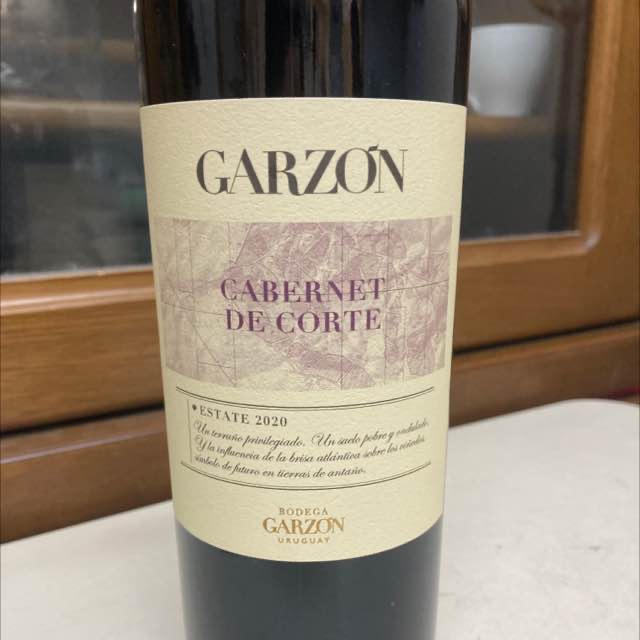 GARZÓN
CABERNET
DE CORTE
• ESTATE 2020
Un terruño privilegiado. Un suelo pobre y ondulado.
Y la influencia de la brisa atlántica sobre los viñedos.
símbolo de futuro en tierras de antaño.
BODEGA
GARZÓN
URUGUAY